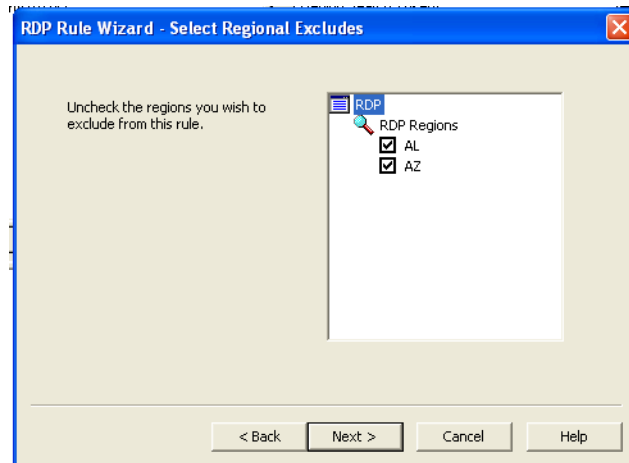 RDP Rule Wizard - Select Regional Excludes
Uncheck the regions you wish to
exclude from this rule.
RDP
RDP Regions
AL
AZ
< Back
Next >
Cancel
Help